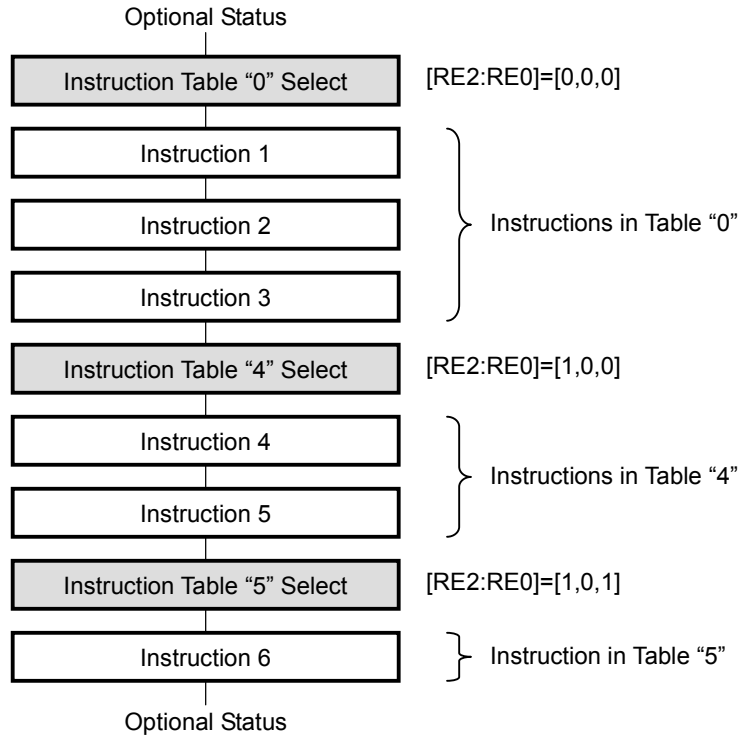 Optional Status
Instruction Table “0” Select
[RE2:RE0]=[0,0,0]
Instruction 1
Instruction 2
Instructions in Table “0”
Instruction 3
Instruction Table “4” Select
[RE2:RE0]=[1,0,0]
Instruction 4
Instructions in Table “4”
Instruction 5
Instruction Table “5” Select
[RE2:RE0]=[1,0,1]
Instruction 6
Instruction in Table “5”
Optional Status